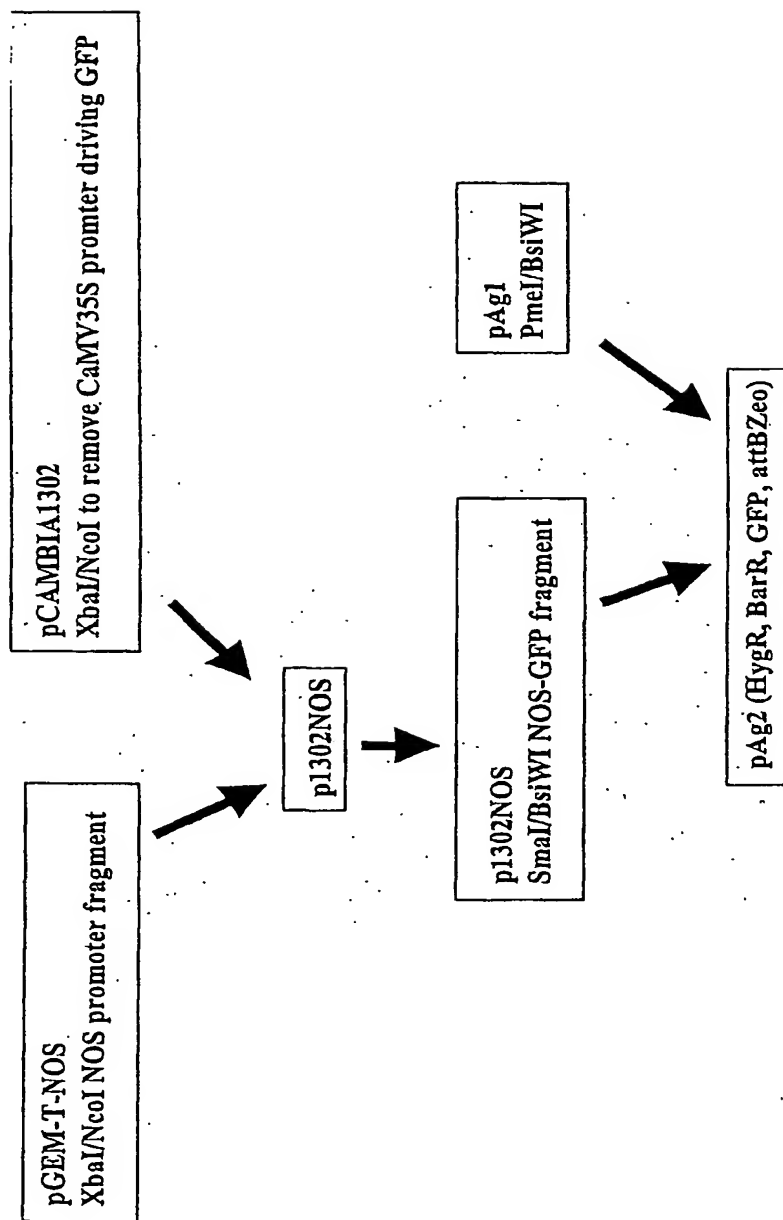 pGEM-T-NOS
XbaI/NcoI NOS promoter fragment
pCAMBIA1302
XbaI/NcoI to remove CaMV35S promter driving GFP
p1302NOS
p1302NOS
SmaI/BsiWI NOS-GFP fragment
pAg1
PmeI/BsiWI
pAg2 (HygR, BarR, GFP, attBZeo)